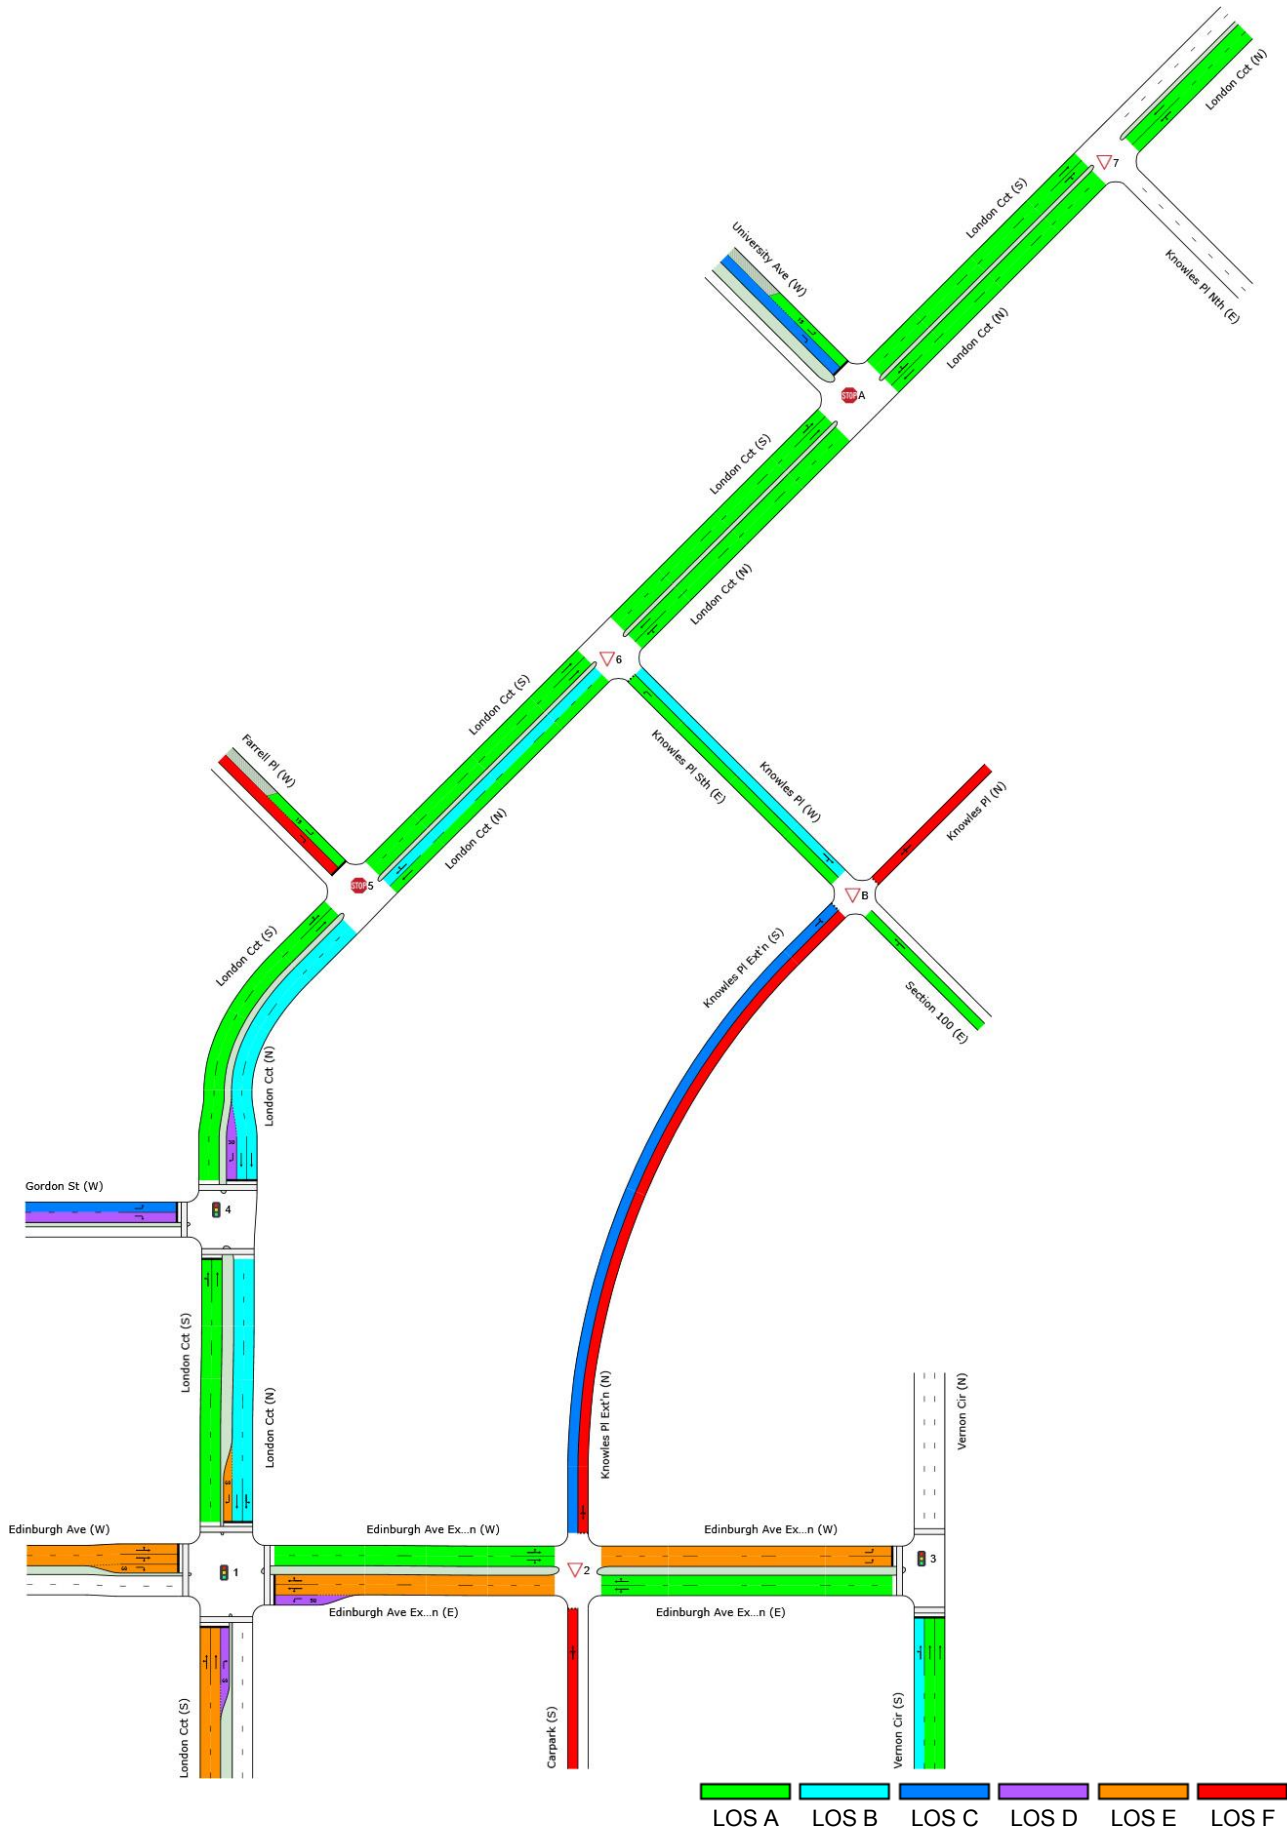 London Cct (N)
London Cct (S)
7
University Ave (W)
Knowles Pl Nth (E)
London Cct (N)
STOP A
London Cct (S)
London Cct (N)
6
London Cct (S)
Farrell Pl (W)
Knowles Pl Sth (E)
Knowles Pl (W)
Knowles Pl (N)
London Cct (N)
STOP 5
B
London Cct (S)
Knowles Pl Ext'n (S)
Section 100 (E)
London Cct (N)
Gordon St (W)
4
London Cct (S)
London Cct (N)
Knowles Pl Ext'n (N)
Vernon Cir (N)
Edinburgh Ave (W)
Edinburgh Ave Ex...n (W)
Edinburgh Ave Ex...n (W)
1
2
3
Edinburgh Ave Ex...n (E)
Edinburgh Ave Ex...n (E)
London Cct (S)
Carpark (S)
Vernon Cir (S)
LOS A
LOS B
LOS C
LOS D
LOS E
LOS F